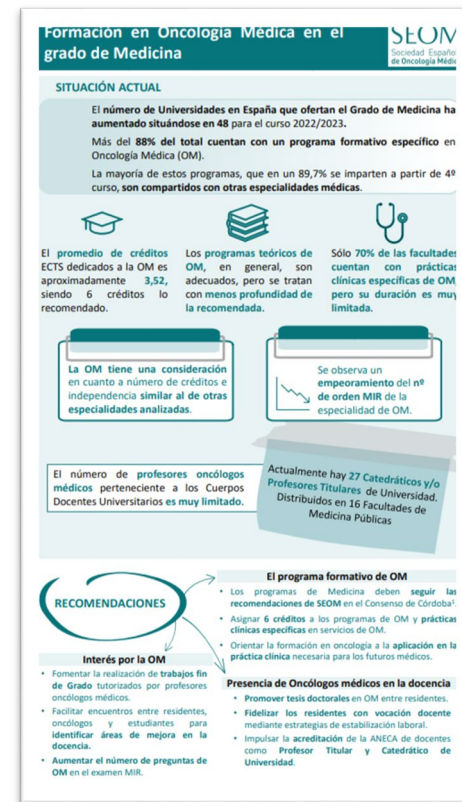 Formación en Oncología Médica en el
grado de Medicina
SEOM
Sociedad Español
de Oncología Médic
SITUACIÓN ACTUAL
El número de Universidades en España que ofertan el Grado de Medicina ha
aumentado situándose en 48 para el curso 2022/2023.
Más del 88% del total cuentan con un programa formativo específico en
Oncología Médica (OM).
La mayoría de estos programas, que en un 89,7% se imparten a partir de 4º
curso, son compartidos con otras especialidades médicas.
El promedio de créditos
ECTS dedicados a la OM es
aproximadamente 3,52,
siendo 6 créditos lo
recomendado.
Los programas teóricos de
OM, en general, son
adecuados, pero se tratan
con menos profundidad de
la recomendada.
Sólo 70% de las facultades
cuentan con prácticas
clínicas específicas de OM,
pero su duración es muy
limitada.
La OM tiene una consideración
en cuanto a número de créditos e
independencia similar al de otras
especialidades analizadas.
Se observa un
empeoramiento del nº
de orden MIR de la
especialidad de OM.
El número de profesores oncólogos
médicos perteneciente a los Cuerpos
Docentes Universitarios es muy limitado.
Actualmente hay 27 Catedráticos y/o
Profesores Titulares de Universidad.
Distribuidos en 16 Facultades de
Medicina Públicas
RECOMENDACIONES
El programa formativo de OM
• Los programas de Medicina deben seguir las
recomendaciones de SEOM en el Consenso de Córdoba¹.
• Asignar 6 créditos a los programas de OM y prácticas
clínicas específicas en servicios de OM.
• Orientar la formación en oncología a la aplicación en la
práctica clínica necesaria para los futuros médicos.
Interés por la OM
• Fomentar la realización de trabajos fin
de Grado tutorizados por profesores
oncólogos médicos.
• Facilitar encuentros entre residentes,
oncólogos y estudiantes para
identificar áreas de mejora en la
docencia.
• Aumentar el número de preguntas de
OM en el examen MIR.
Presencia de Oncólogos médicos en la docencia
• Promover tesis doctorales en OM entre residentes.
• Fidelizar los residentes con vocación docente
mediante estrategias de estabilización laboral.
• Impulsar la acreditación de la ANECA de docentes
como Profesor Titular y Catedrático de
Universidad.